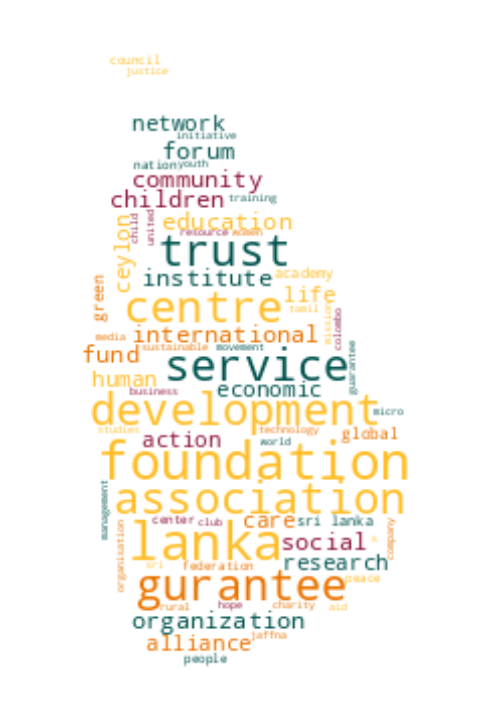 council
justice
network
initiative
forum
nation youth
community
children training
child united ceylon education
resource women
trust
institute academy
green centre life
tamil mission colombo
media international
fund sustainable movement
service guarantee
human economic
business
development micro
studies technology global
action world
foundation
management association
center club care sri lanka
organisation lanka social company
s
research
sri federation
gurantee peace
rural hope charity aid
organization
alliance jaffna
people